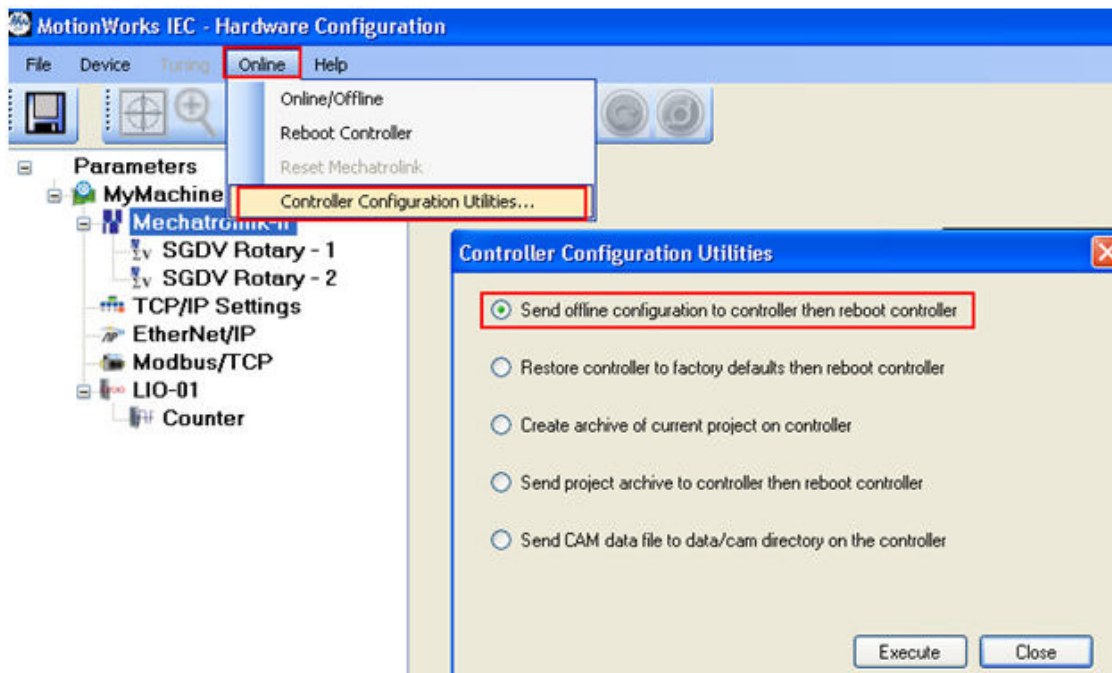 MotionWorks IEC - Hardware Configuration
File Device Tuning Online Help
Online/Offline
Reboot Controller
Reset Mechatrolink
Controller Configuration Utilities...
Parameters
MyMachine
Mechatrolink-II
SGDV Rotary - 1
SGDV Rotary - 2
TCP/IP Settings
EtherNet/IP
Modbus/TCP
LIO-01
Counter
Controller Configuration Utilities
Send offline configuration to controller then reboot controller
Restore controller to factory defaults then reboot controller
Create archive of current project on controller
Send project archive to controller then reboot controller
Send CAM data file to data/cam directory on the controller
Execute Close